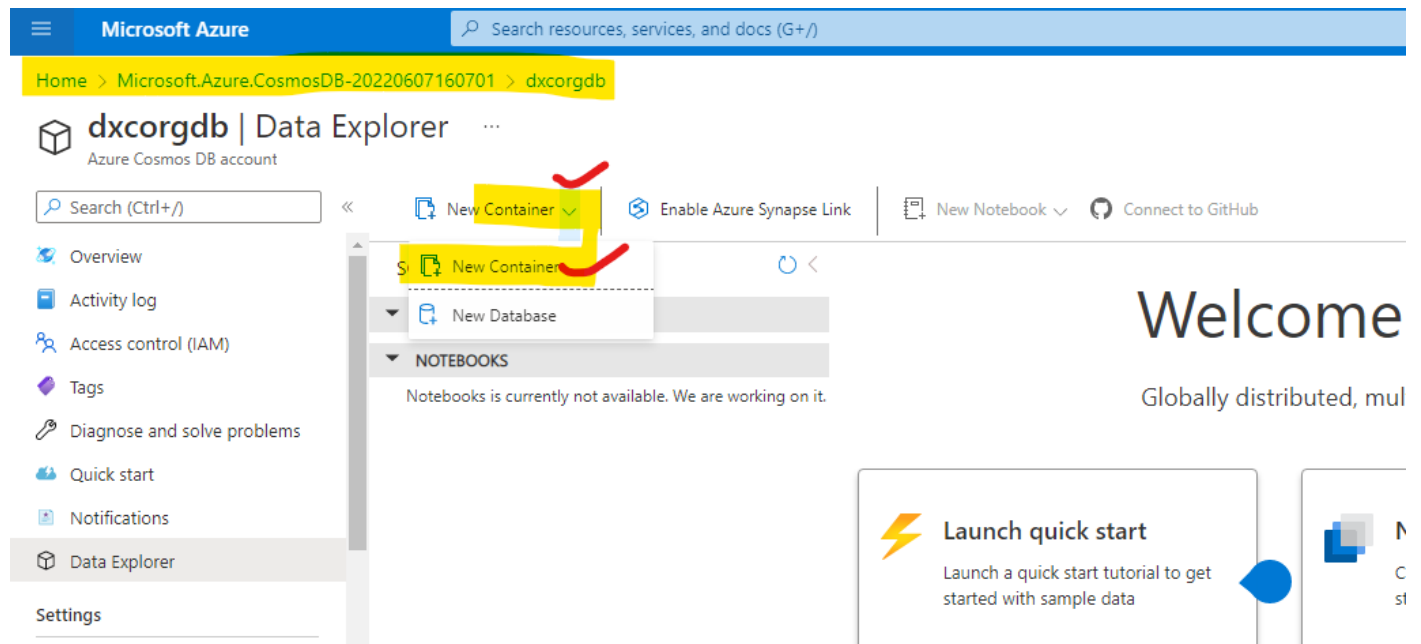 Microsoft Azure
Search resources, services, and docs (G+/)
Home > Microsoft.Azure.CosmosDB-20220607160701 > dxcorgdb
dxcorgdb | Data Explorer ...
Azure Cosmos DB account
Search (Ctrl+/)
«
New Container
Enable Azure Synapse Link
New Notebook
Connect to GitHub
Overview
Activity log
Access control (IAM)
Tags
Diagnose and solve problems
Quick start
Notifications
Data Explorer
Settings
New Container
New Database
NOTEBOOKS
Notebooks is currently not available. We are working on it.
Welcome
Globally distributed, mul
Launch quick start
Launch a quick start tutorial to get
started with sample data
N
C
st